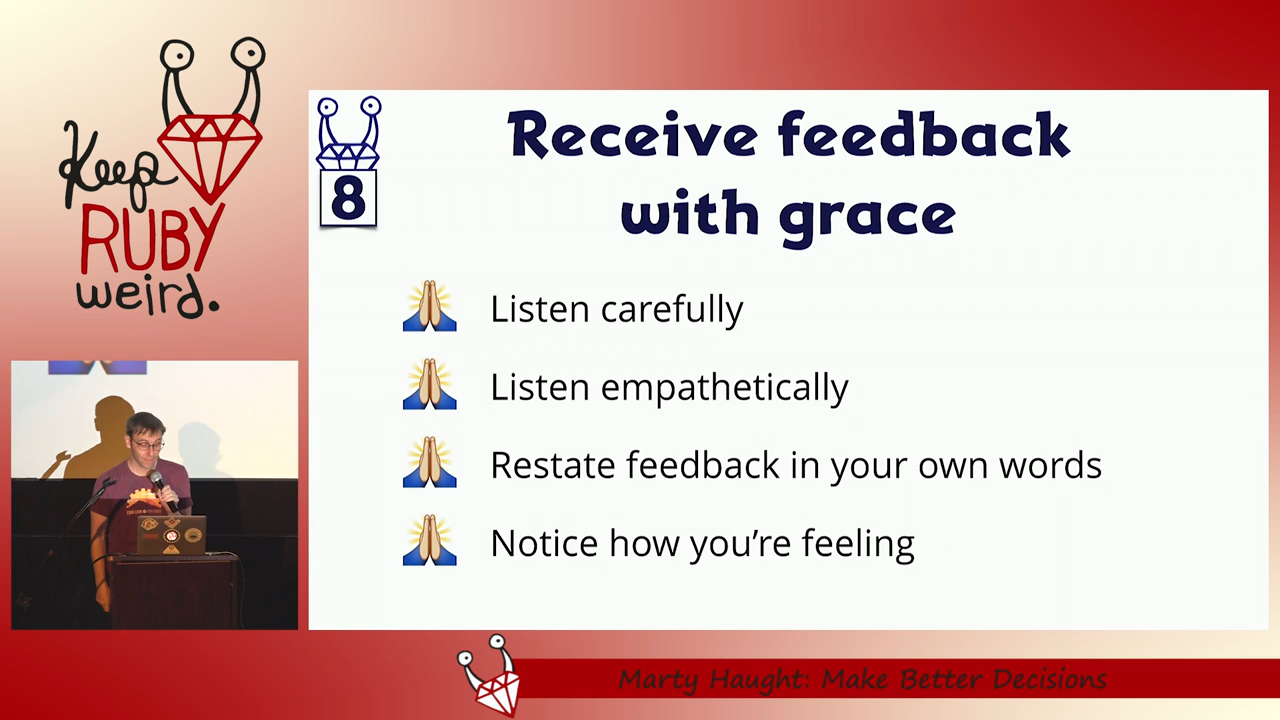 Keep
RUBY
weird.
8
Receive feedback
with grace
Listen carefully
Listen empathetically
Restate feedback in your own words
Notice how you're feeling
Marty Haught: Make Better Decisions